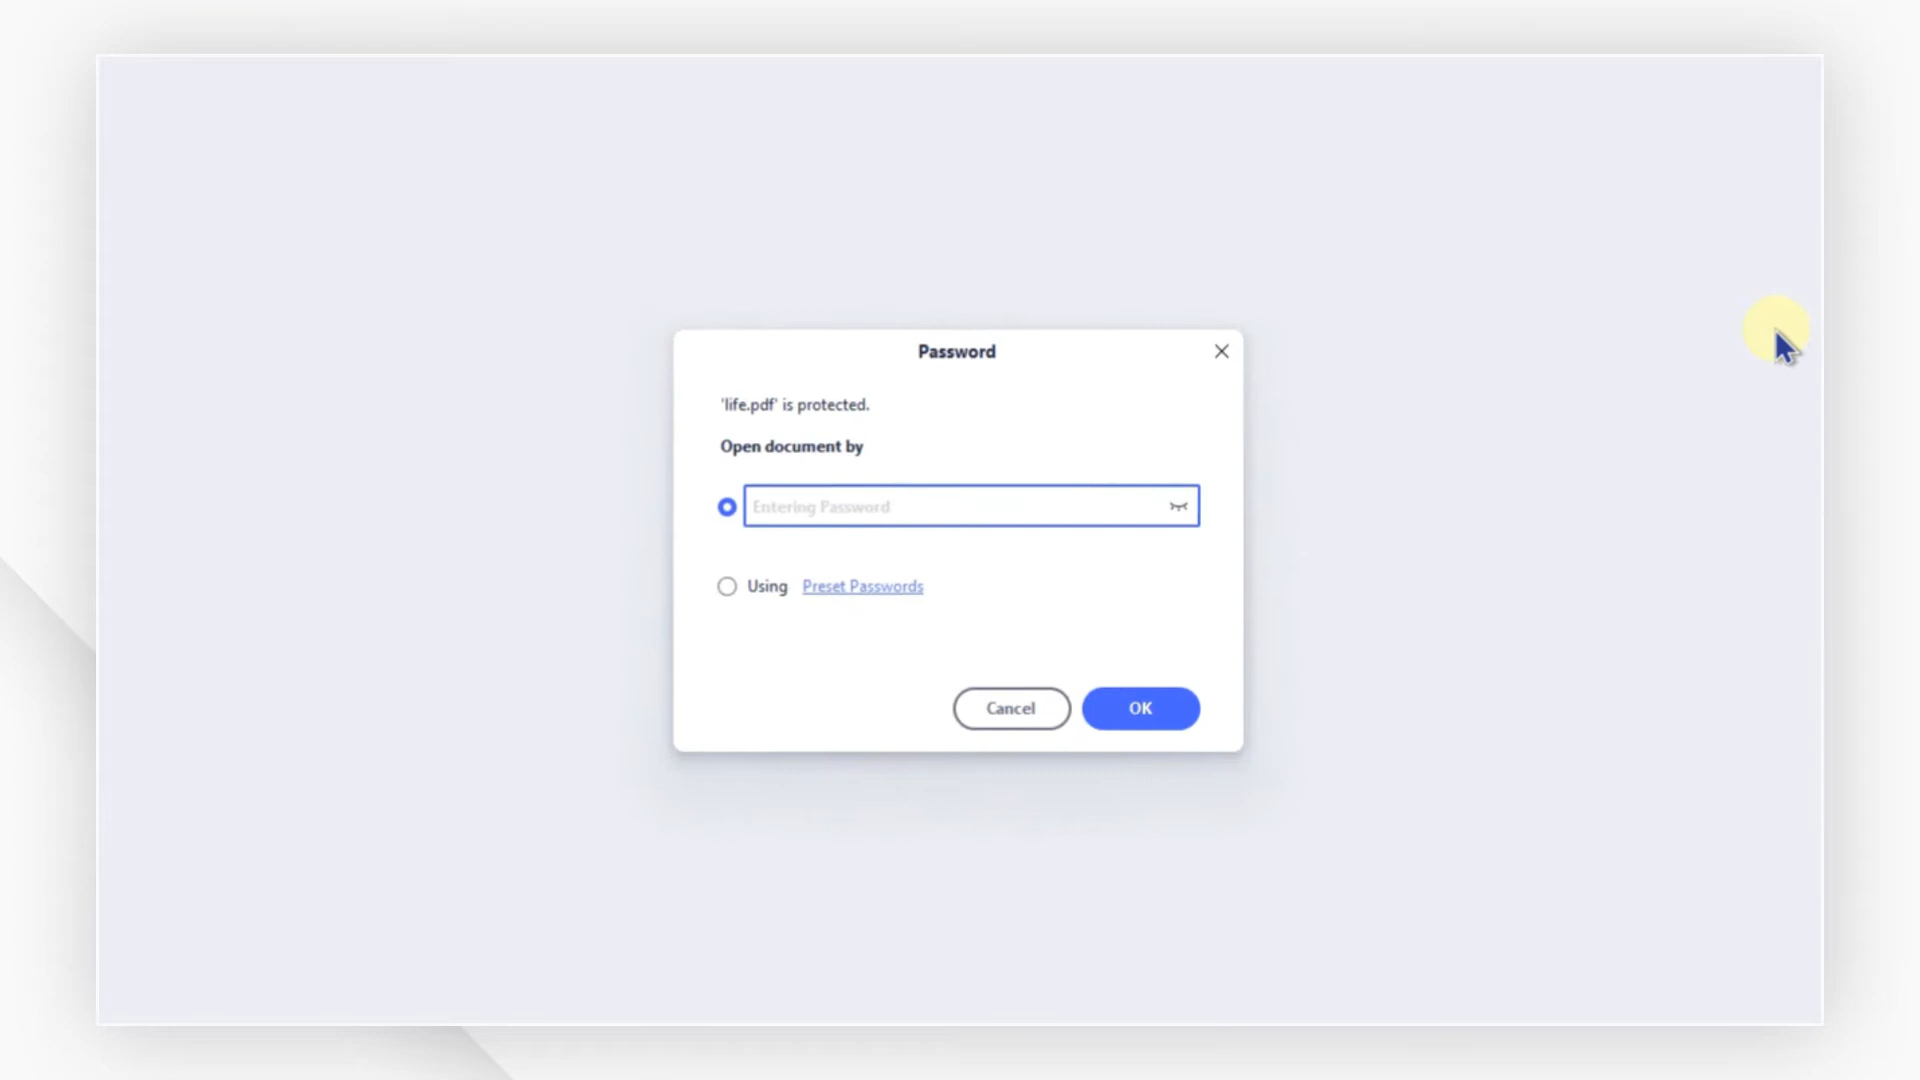 Password
'life.pdf' is protected.
Open document by
Entering Password
Using Preset Passwords
Cancel OK